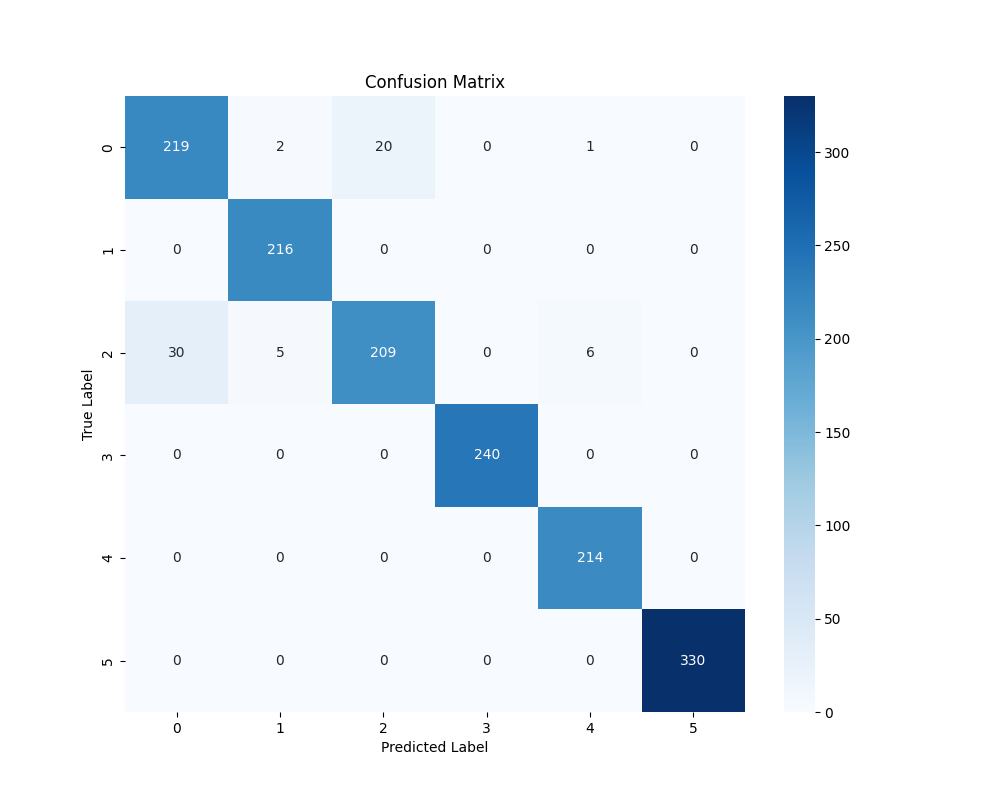 Confusion Matrix
0 219 2 20 0 1 0
1 0 216 0 0 0 0
2 30 5 209 0 6 0
3 0 0 0 240 0 0
4 0 0 0 0 214 0
5 0 0 0 0 0 330
0 1 2 3 4 5
Predicted Label
True Label
300
250
200
150
100
50
0